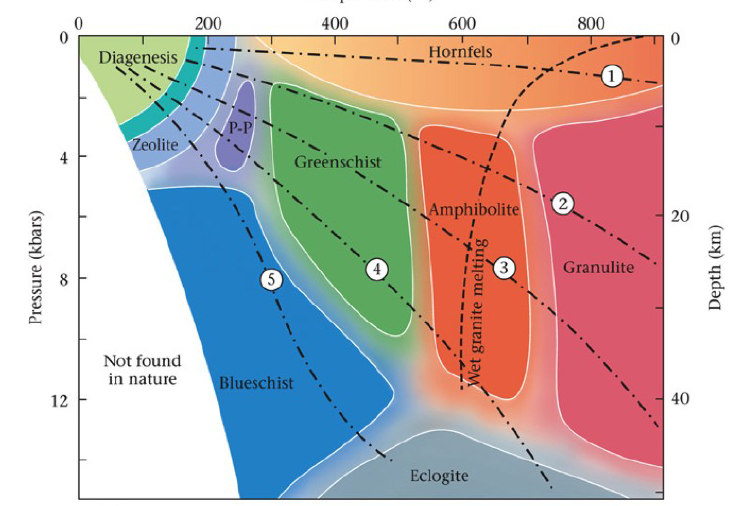 0 200 400 600 800
0
0
Hornfels
Diagenesis
1
P-P
Zeolite
4
Greenschist
2
20
Amphibolite
Pressure (kbars)
Depth (km)
Wet granite melting
3
4
Granulite
5
8
Not found
in nature
Blueschist
12
40
Eclogite